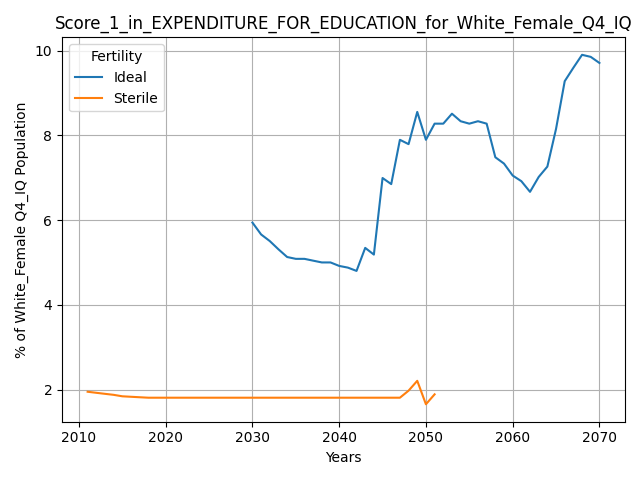 Score_1_in_EXPENDITURE_FOR_EDUCATION_for_White_Female_Q4_IQ
Fertility
Ideal
Sterile
% of White_Female Q4_IQ Population
10
8
6
4
2
2010 2020 2030 2040 2050 2060 2070
Years